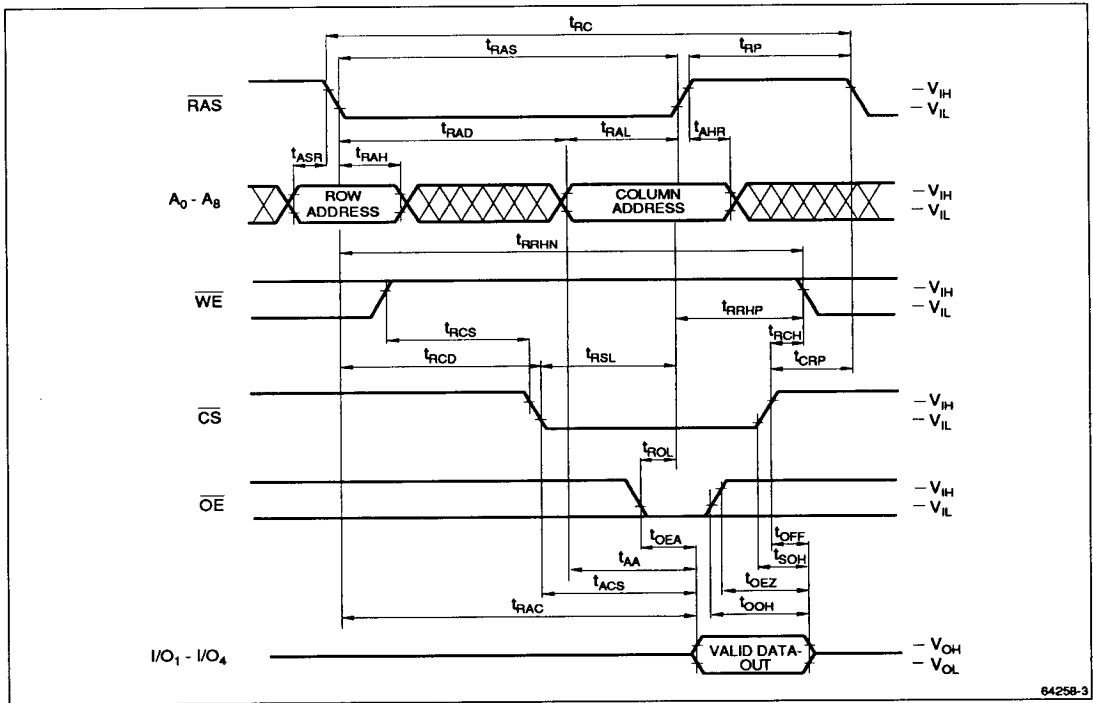 tRC
tRAS
tRP
RAS
– VIH
– VIL
tRAD
tRAL
tAHR
tASR
tRAH
A0 - A8
ROW
ADDRESS
COLUMN
ADDRESS
– VIH
– VIL
tRRHN
WE
– VIH
– VIL
tRRHP
tRCS
tRCH
tRCD
tRSL
tCRP
CS
– VIH
– VIL
tROL
OE
– VIH
– VIL
tOEA
tOFF
tAA
tSOH
tACS
tOEZ
tRAC
tOOH
I/O1 - I/O4
VALID DATA-
OUT
– VOH
– VOL
64258-3